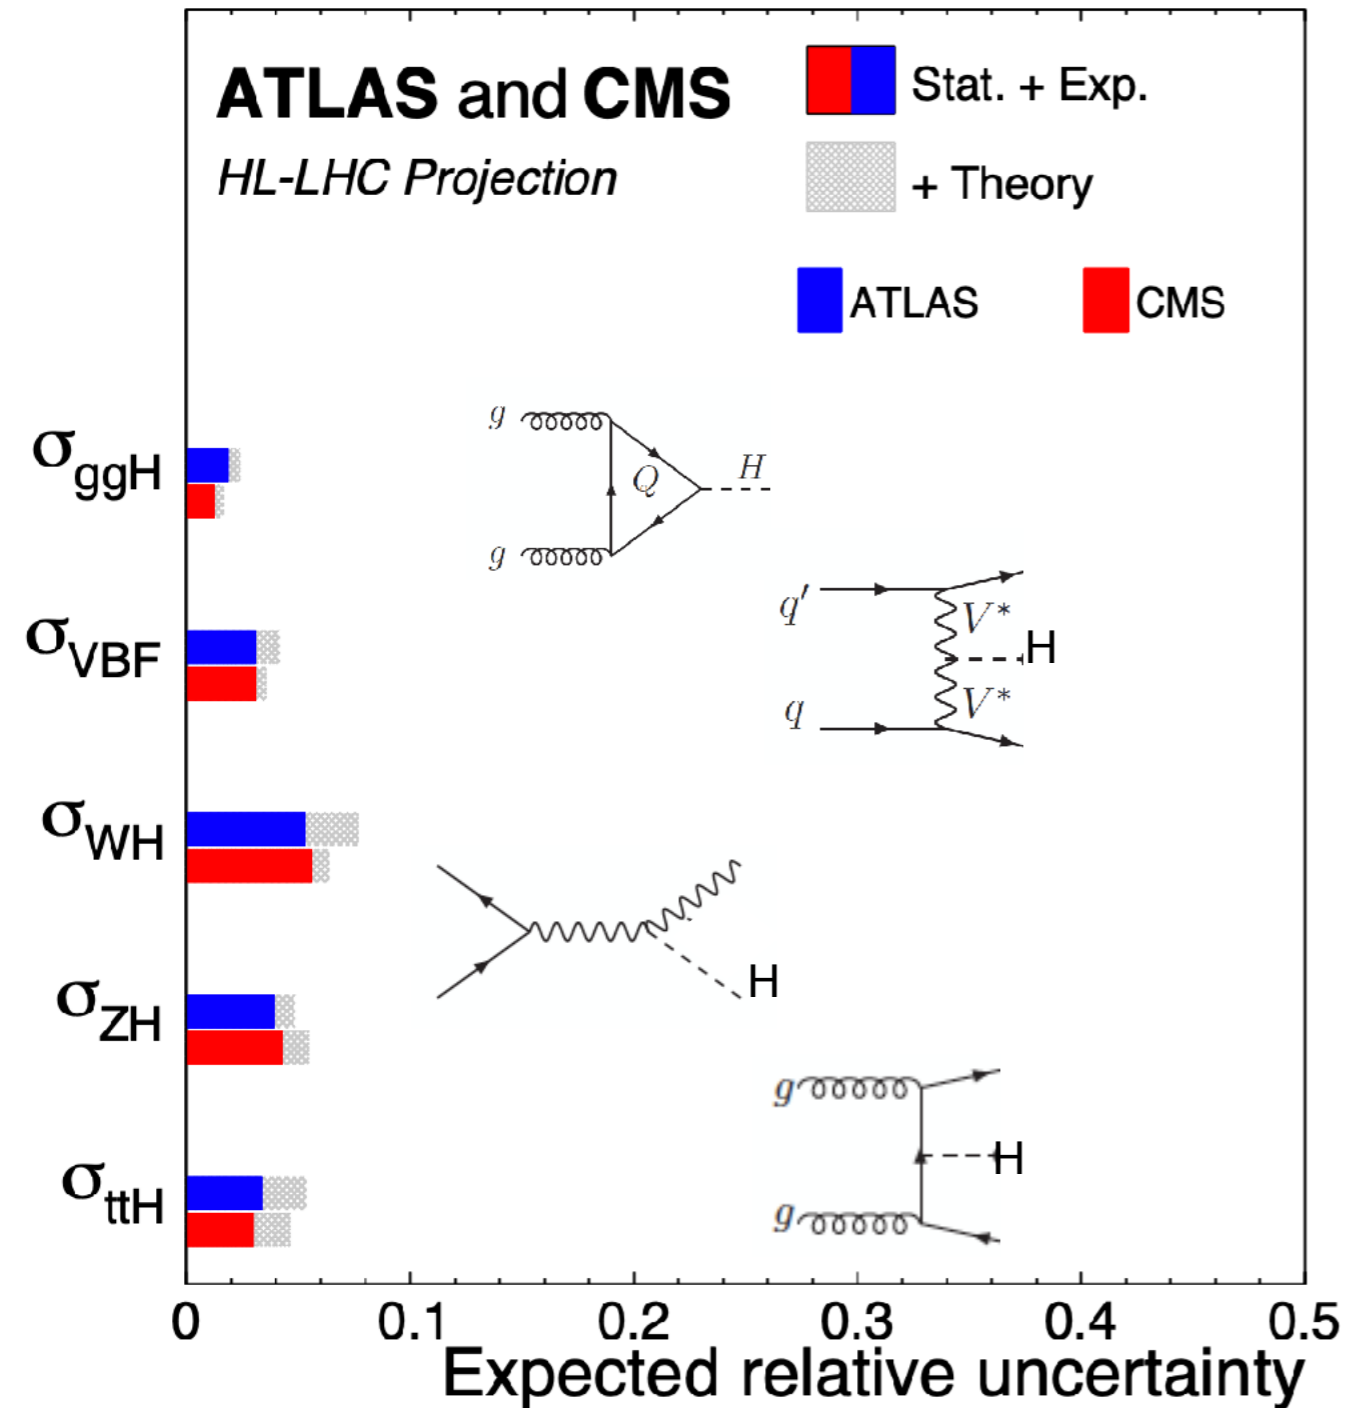 ATLAS and CMS
HL-LHC Projection
Stat. + Exp.
+ Theory
ATLAS
CMS
σggH
g
g
Q
H
σVBF
q′
q
V*
V*
H
σWH
H
σZH
σttH
g
g
H
0 0.1 0.2 0.3 0.4 0.5
Expected relative uncertainty